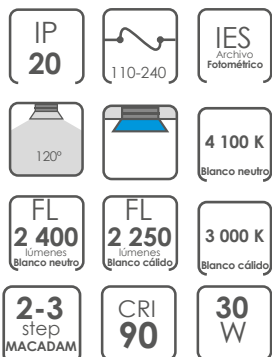 IP
20
110-240
IES
Archivo
Fotométrico
120º
4 100 K
Blanco neutro
FL
2 400
lúmenes
Blanco neutro
FL
2 250
lúmenes
Blanco cálido
3 000 K
Blanco cálido
2-3
step
MACADAM
CRI
90
30
W